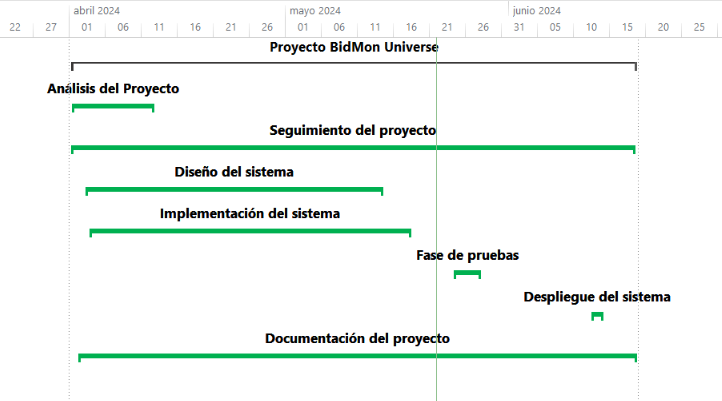 abril 2024 mayo 2024 junio 2024
22 27 01 06 11 16 21 26 01 06 11 16 21 26 31 05 10 15 20 25
Proyecto BidMon Universe
Análisis del Proyecto
Seguimiento del proyecto
Diseño del sistema
Implementación del sistema
Fase de pruebas
Despliegue del sistema
Documentación del proyecto